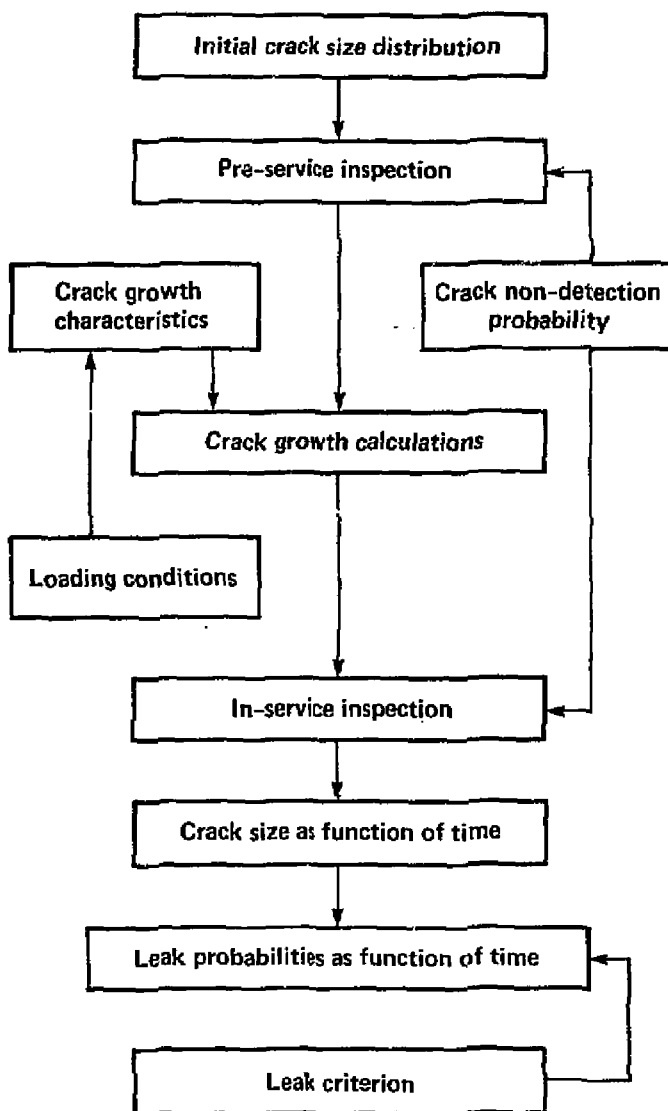 Initial crack size distribution
Pre-service inspection
Crack growth
characteristics
Crack non-detection
probability
Crack growth calculations
Loading conditions
In-service inspection
Crack size as function of time
Leak probabilities as function of time
Leak criterion